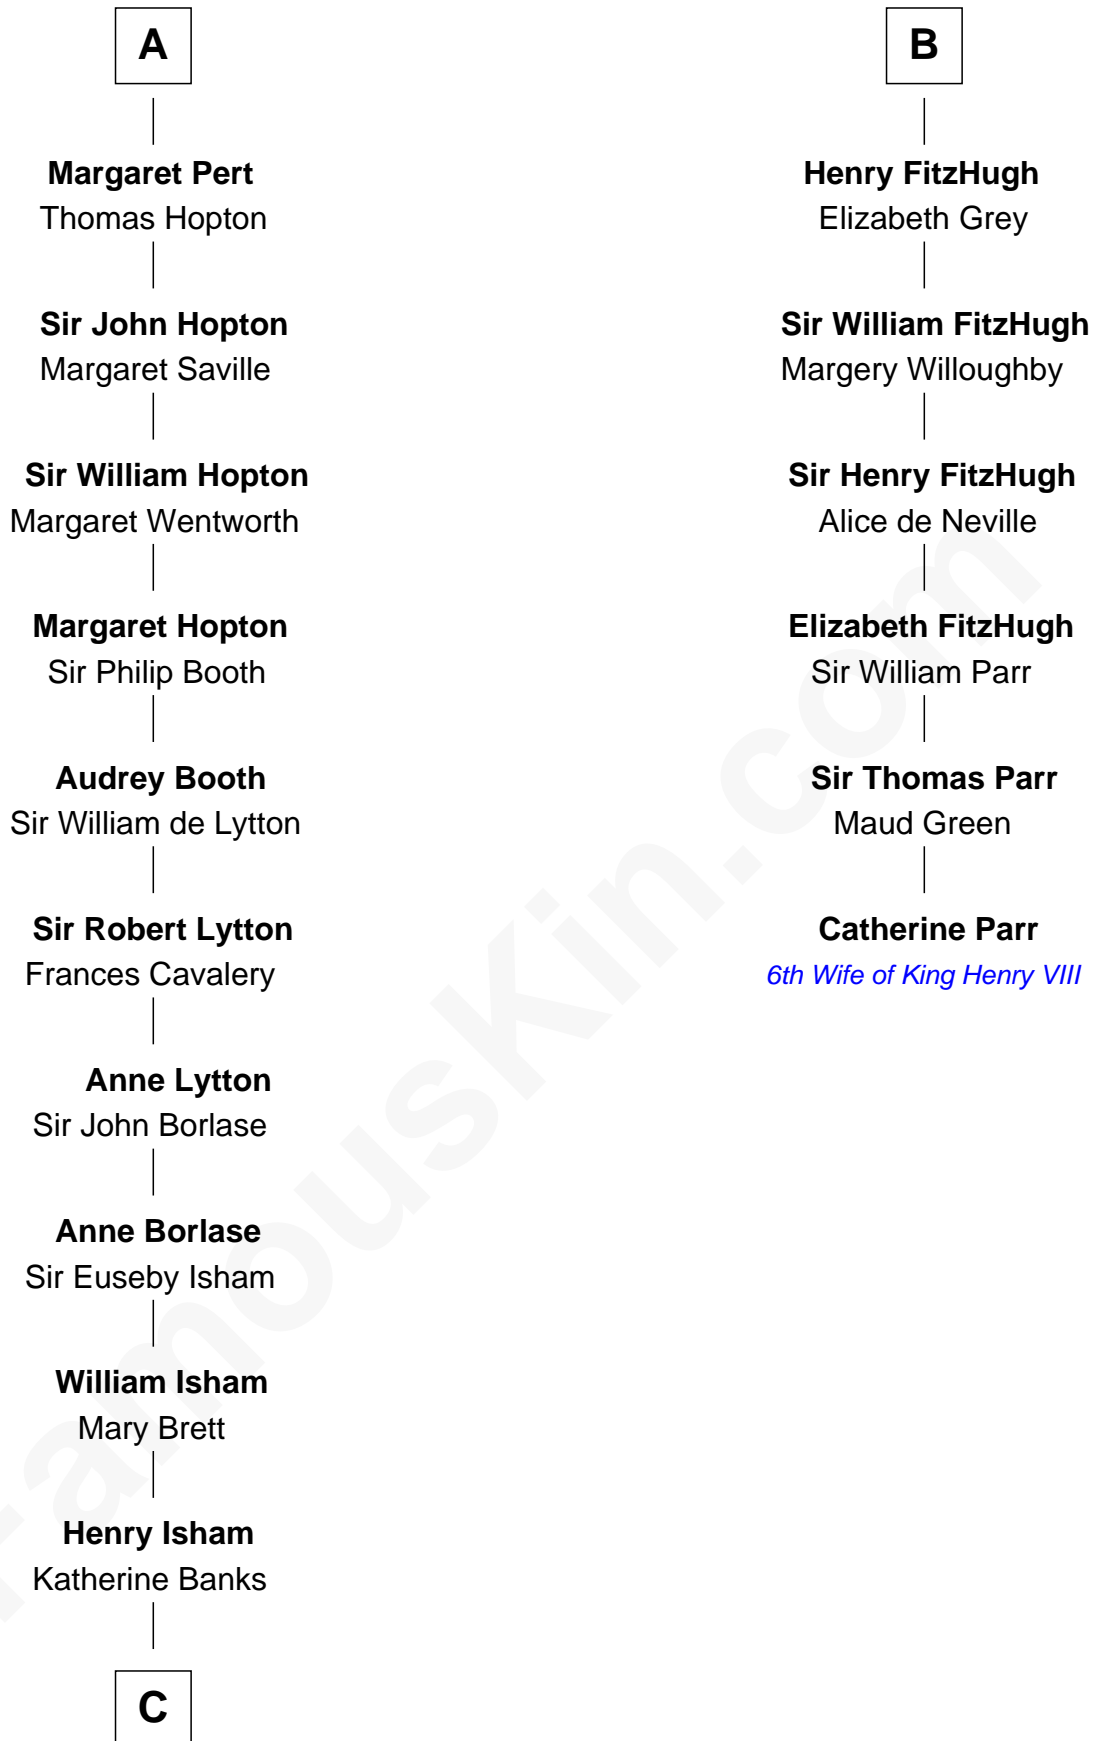 A
Margaret Pert
Thomas Hopton
Sir John Hopton
Margaret Saville
Sir William Hopton
Margaret Wentworth
Margaret Hopton
Sir Philip Booth
Audrey Booth
Sir William de Lytton
Sir Robert Lytton
Frances Cavalery
Anne Lytton
Sir John Borlase
Anne Borlase
Sir Euseby Isham
William Isham
Mary Brett
Henry Isham
Katherine Banks
C
B
Henry FitzHugh
Elizabeth Grey
Sir William FitzHugh
Margery Willoughby
Sir Henry FitzHugh
Alice de Neville
Elizabeth FitzHugh
Sir William Parr
Sir Thomas Parr
Maud Green
Catherine Parr
6th Wife of King Henry VIII
FamousKin.com